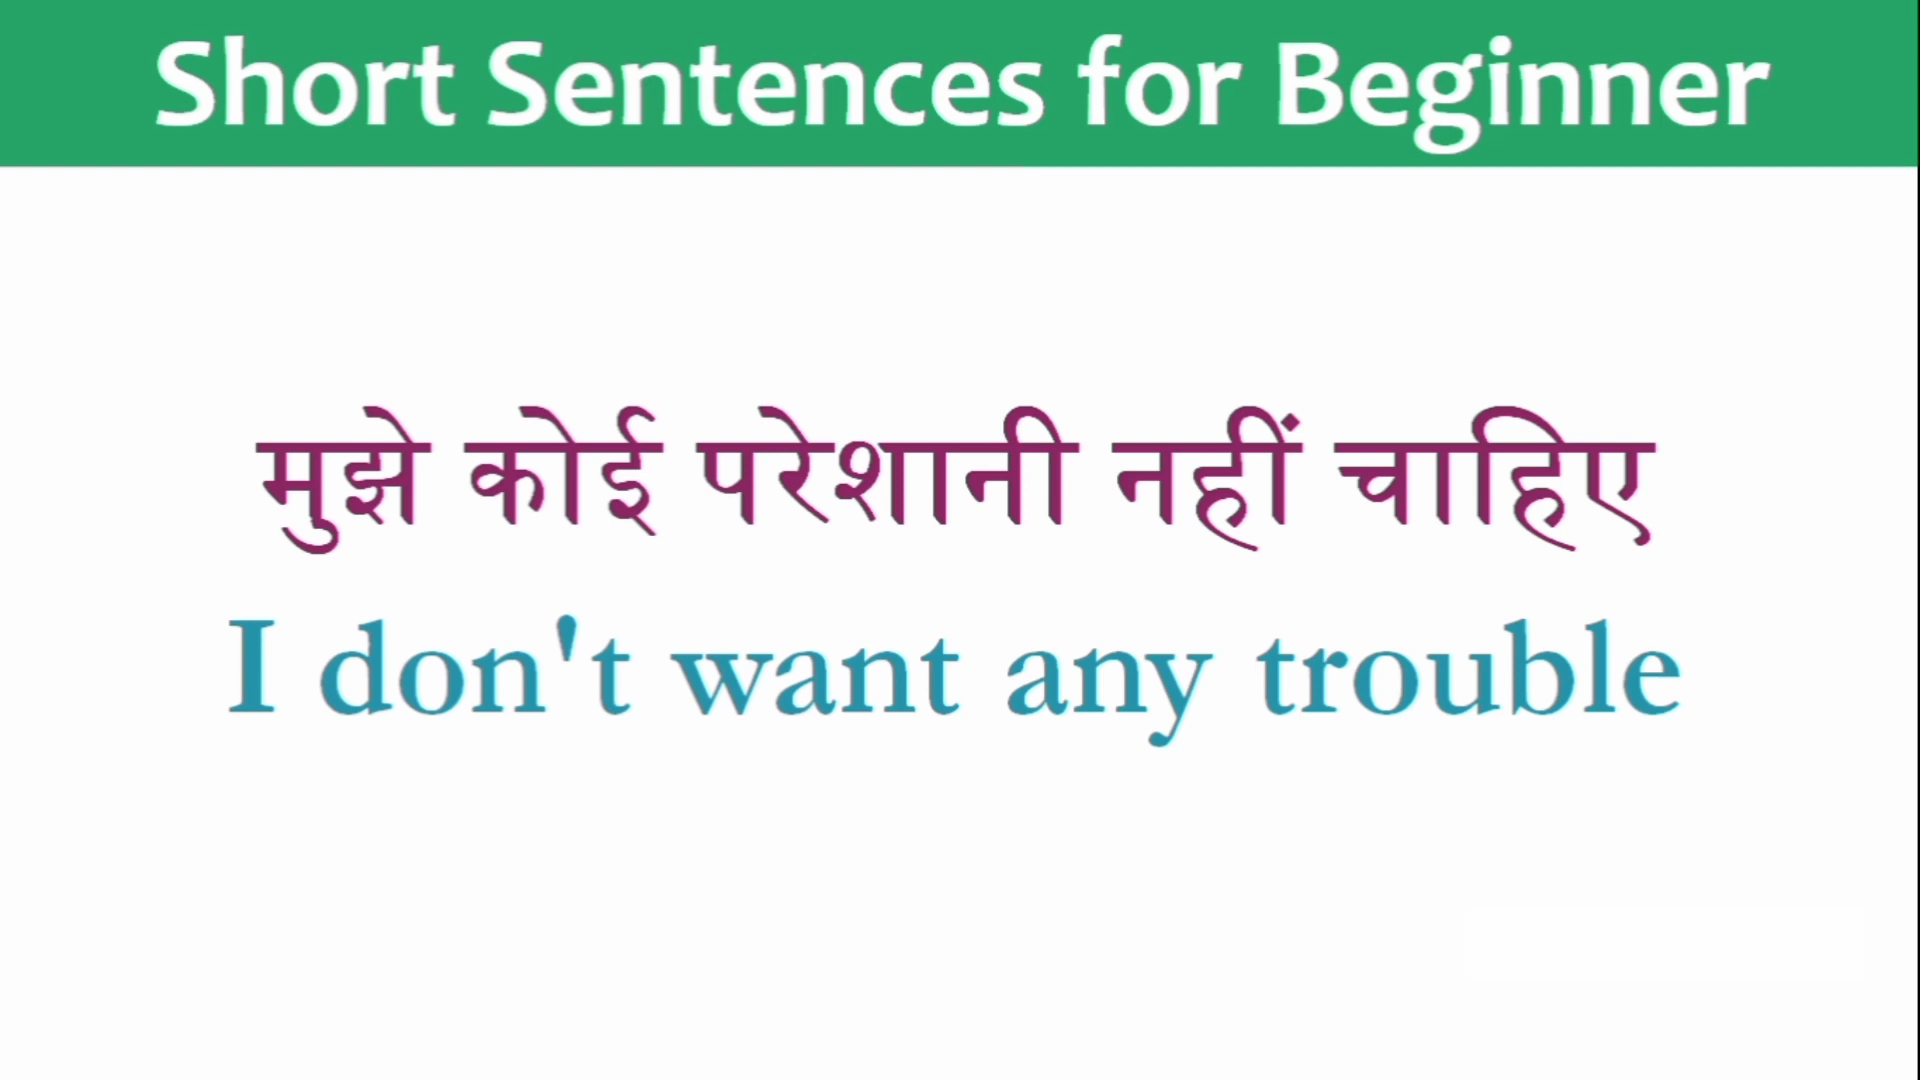 Short Sentences for Beginner
मुझे कोई परेशानी नहीं चाहिए
I don't want any trouble